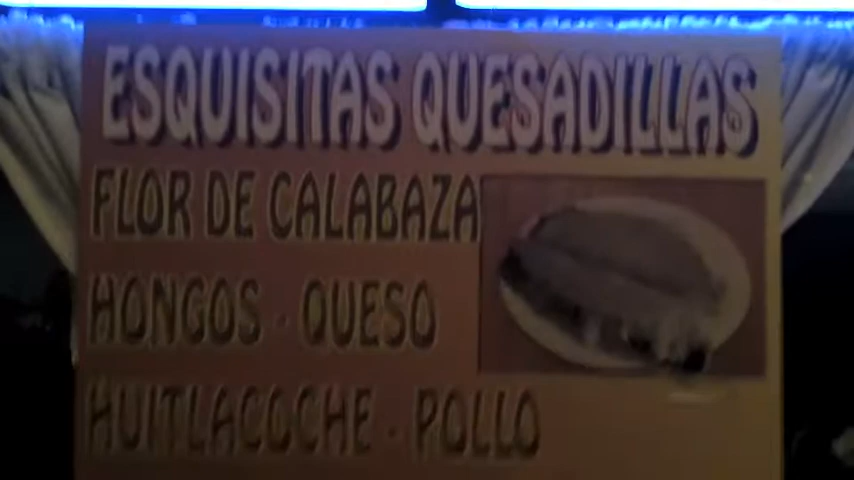 ESQUISITAS QUESADILLAS
FLOR DE CALABAZA
HONGOS - QUESO
HUITLACOCHE - POLLO